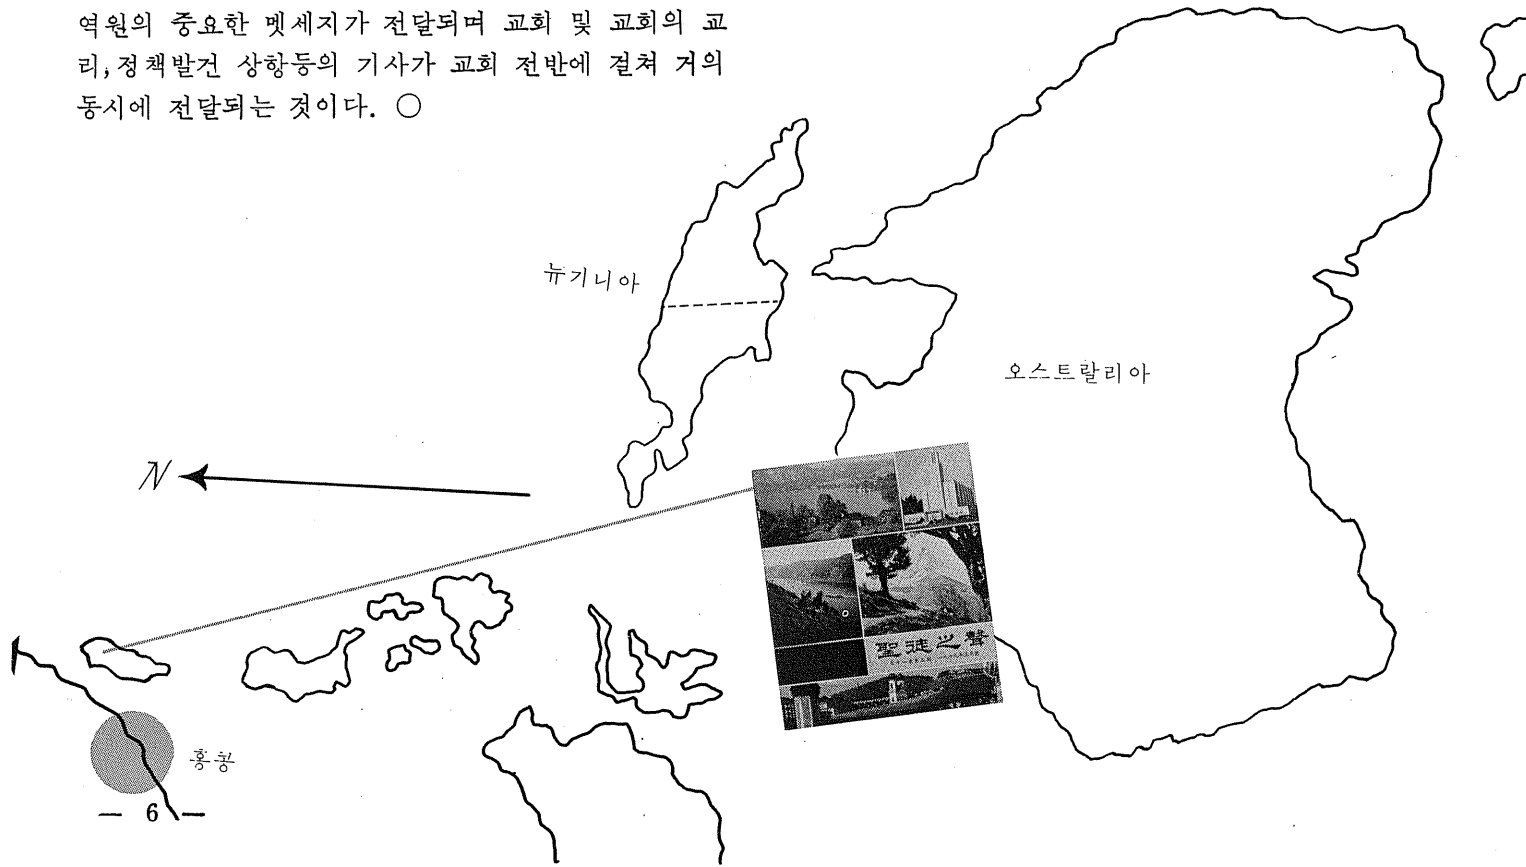 역원의 중요한 멧세지가 전달되며 교회 및 교회의 교
리,정책발건 상항등의 기사가 교회 전반에 걸쳐 거의
동시에 전달되는 것이다. ○
뉴기니아
오스트랄리아
N
聖徒之聲
홍콩
— 6 —